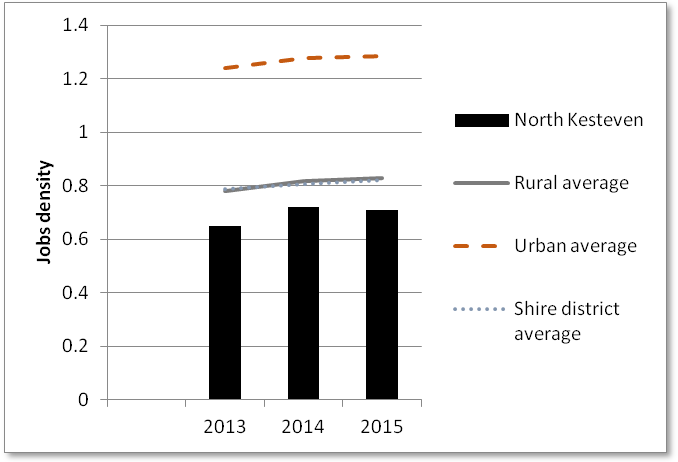 1.4
1.2
1
0.8
0.6
0.4
0.2
0
Jobs density
2013 2014 2015
North Kesteven
Rural average
Urban average
Shire district
average